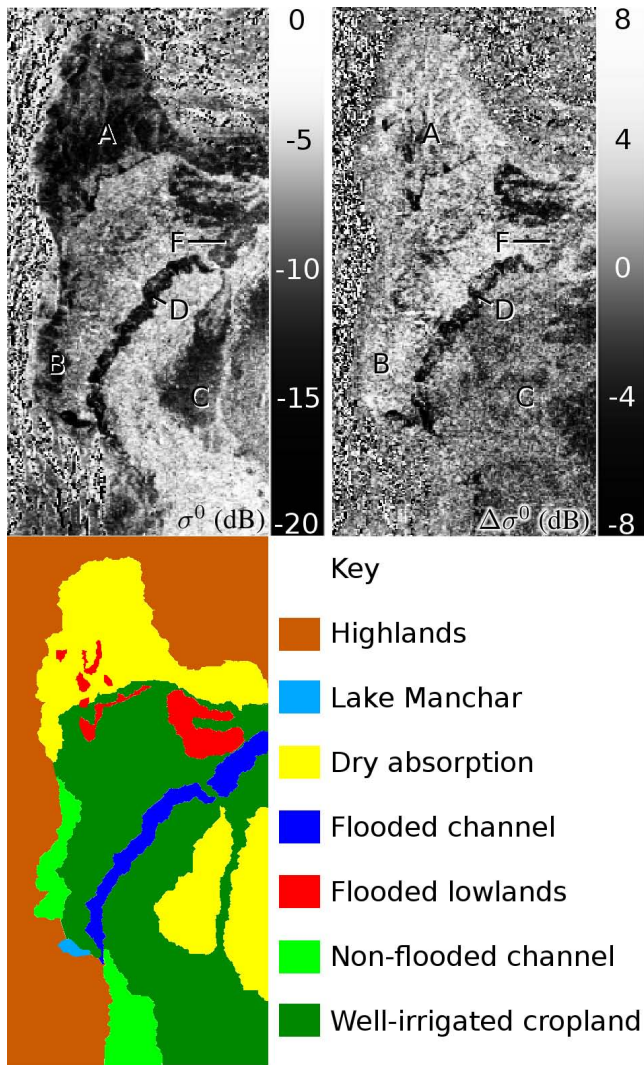 0
-5
-10
-15
-20
A
B
C
D
F
σ⁰ (dB)
8
4
0
-4
-8
A
B
C
D
F
Δσ⁰ (dB)
Key
Highlands
Lake Manchar
Dry absorption
Flooded channel
Flooded lowlands
Non-flooded channel
Well-irrigated cropland